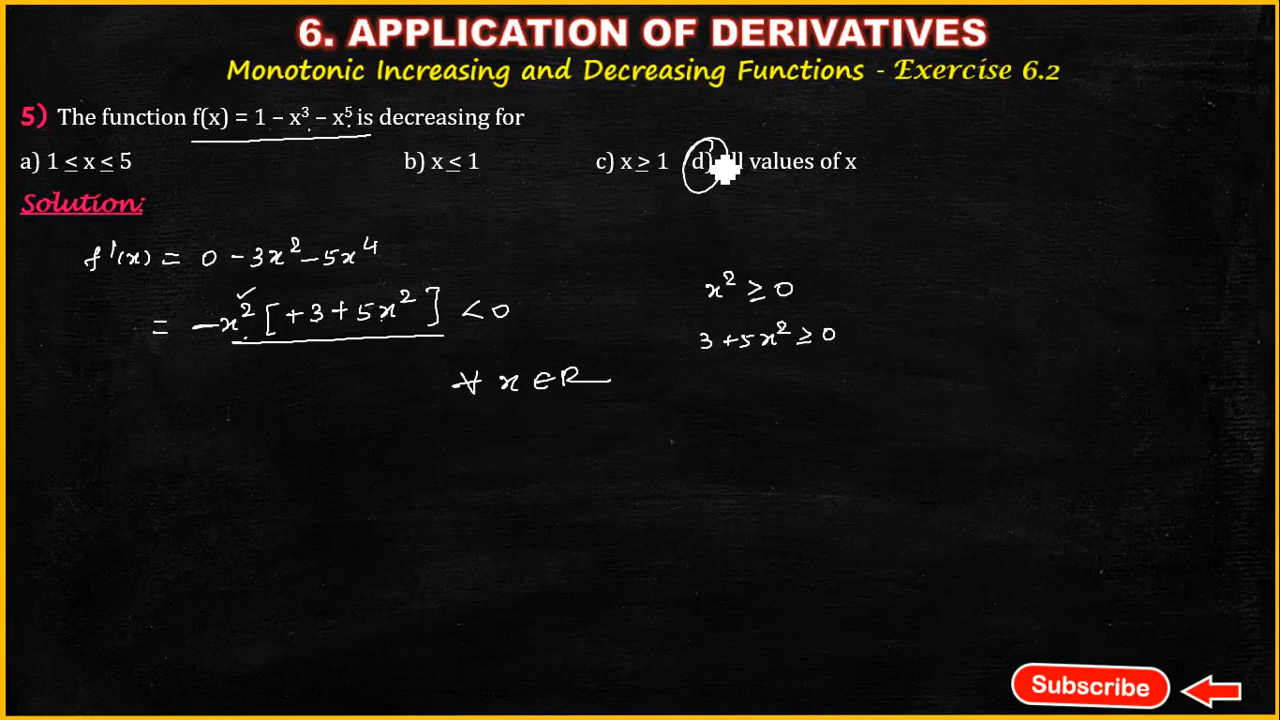 6. APPLICATION OF DERIVATIVES
Monotonic Increasing and Decreasing Functions - Exercise 6.2
5) The function f(x) = 1 – x³ – x⁵ is decreasing for
a) 1 ≤ x ≤ 5 b) x ≤ 1 c) x ≥ 1 d) values of x
Solution:
f'(x) = 0 - 3x² - 5x⁴
= -x² [+3 + 5x²] < 0
∀ x ∈ R
x² ≥ 0
3 + 5x² ≥ 0
Subscribe